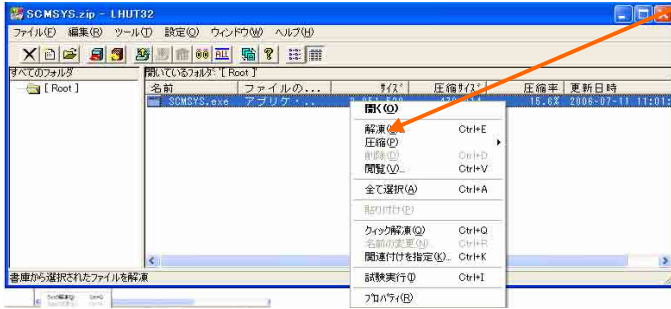 SCMSYS.zip - LHUT32
ファイル(F) 編集(R) ツール(T) 設定(O) ウィンドウ(W) ヘルプ(H)
すべてのフォルダ 開いているフォルダ: '[ Root ]'
[ Root ]
名前 ファイルの... サイズ 圧縮サイズ 圧縮率 更新日時
SCMSYS.exe アプリケ・.. 15.6% 2006-07-11 11:01:
開く(O)
解凍 Ctrl+E
圧縮(P)
削除(D) Ctrl+D
閲覧(V)... Ctrl+V
全て選択(A) Ctrl+A
貼り付け(P)
クィック解凍(Q) Ctrl+Q
名前の変更(N) Ctrl+R
関連付けを指定(K)... Ctrl+K
試験実行(I) Ctrl+I
プロパティ(R)
書庫から選択されたファイルを解凍